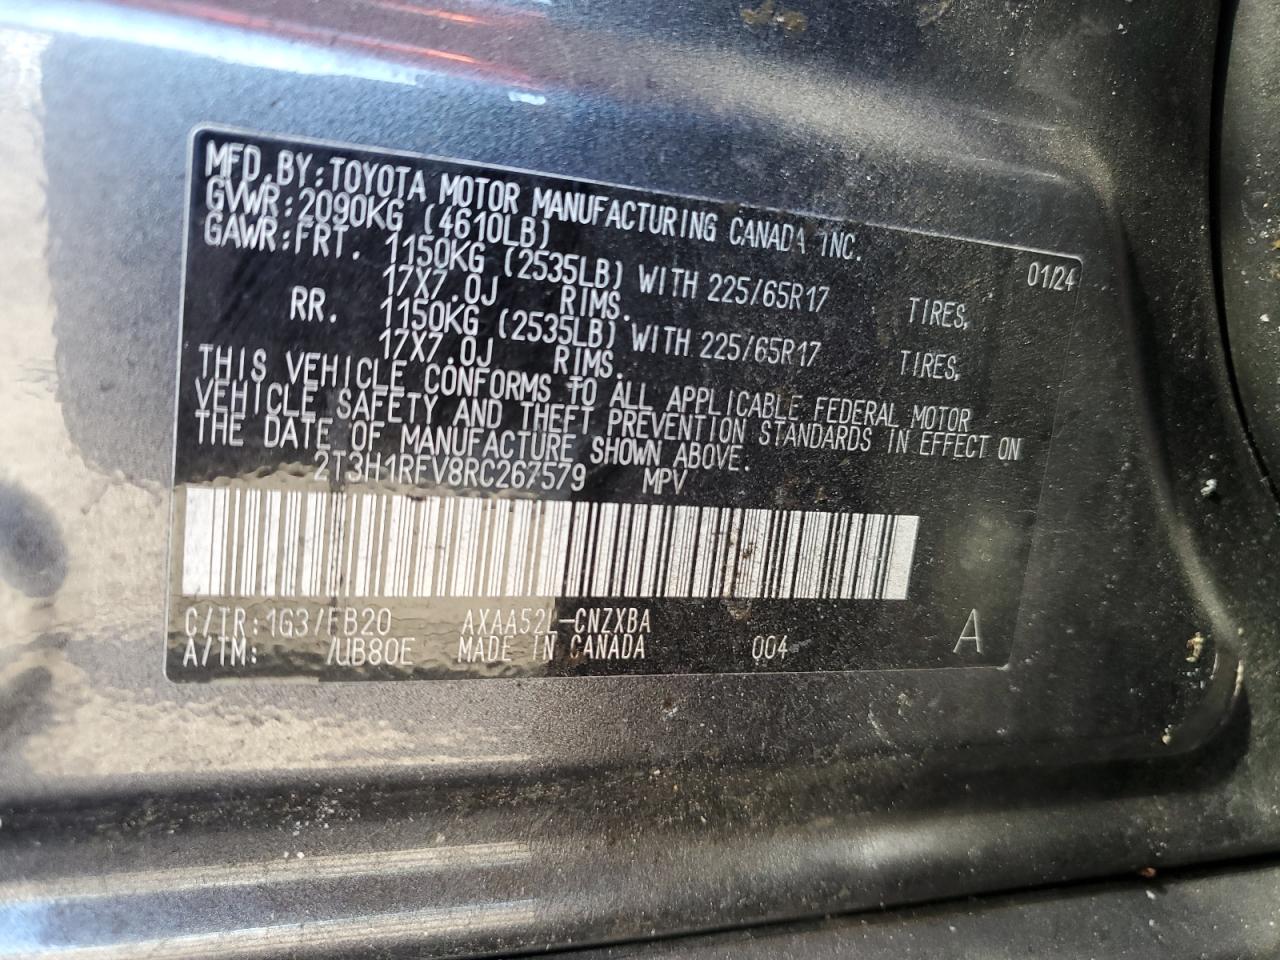 MFD.BY:TOYOTA MOTOR MANUFACTURING CANADA INC.
GVWR:2090KG (4610LB) 01/24
GAWR:FRT. 1150KG (2535LB) WITH 225/65R17 TIRES,
17X7.0J RIMS.
RR. 1150KG (2535LB) WITH 225/65R17 TIRES,
17X7.0J RIMS.
THIS VEHICLE CONFORMS TO ALL APPLICABLE FEDERAL MOTOR
VEHICLE SAFETY AND THEFT PREVENTION STANDARDS IN EFFECT ON
THE DATE OF MANUFACTURE SHOWN ABOVE.
2T3H1RFV8RC267579 MPV
C/TR:1G3/FB20 AXAA52L-CNZXBA
A/TM: /UB80E MADE IN CANADA 004 A